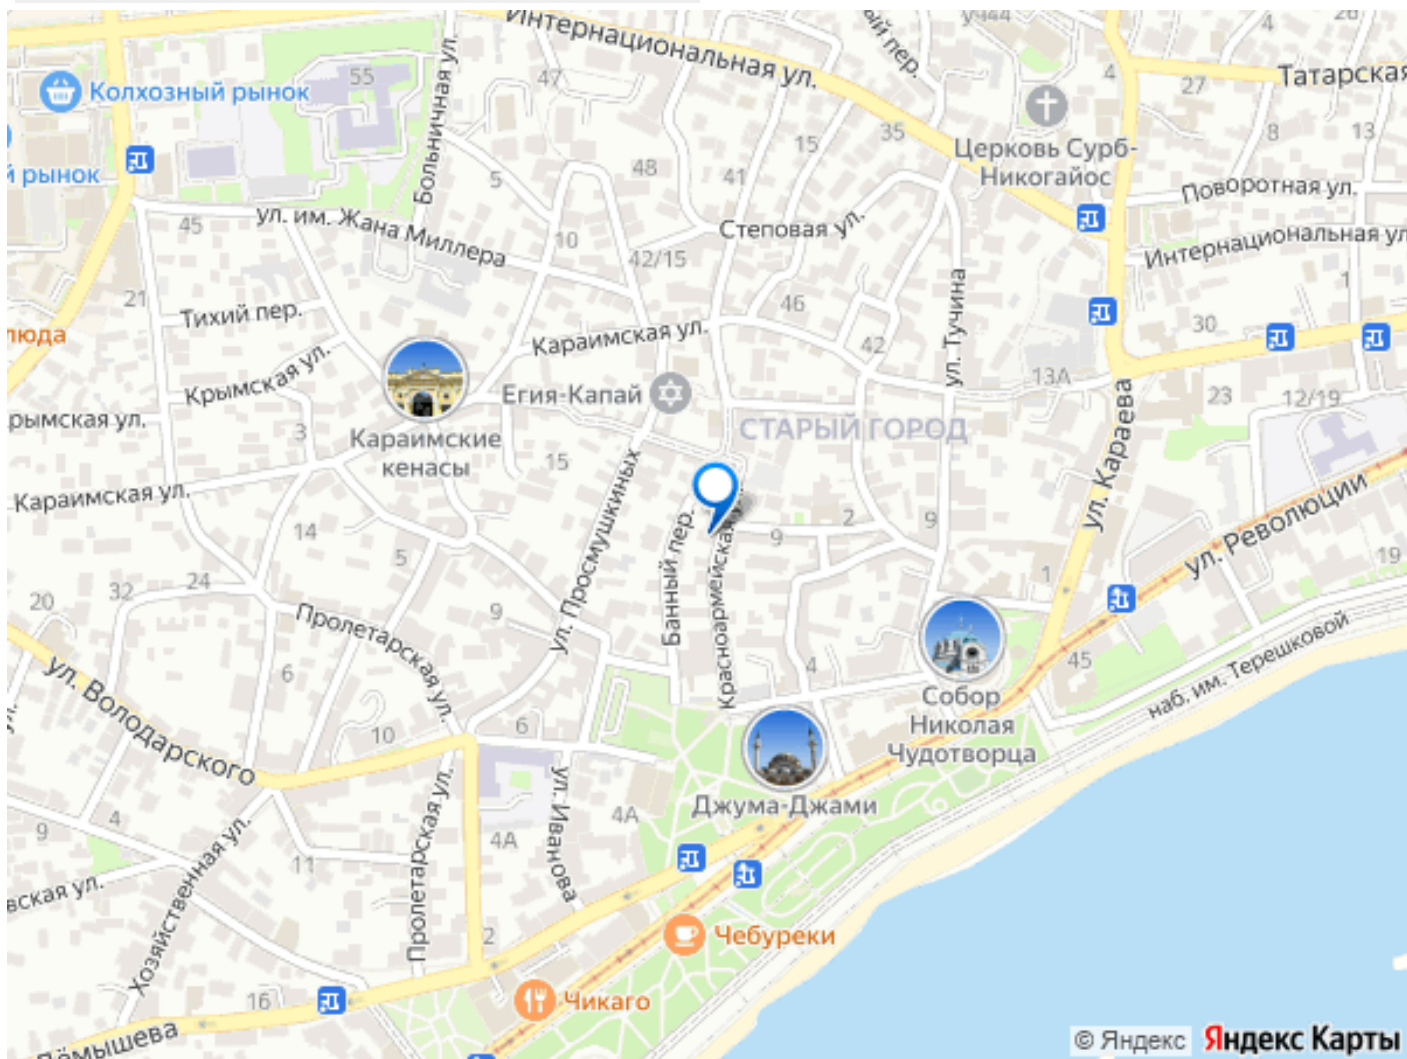 Интернациональная ул.
ый пер.
уч44
4
26
Колхозный рынок
55
Больничная ул.
47
4
27
Татарская
й рынок
5
48
41
15
35
Церковь Сурб-
Никогайос
8
13
Поворотная ул.
45
ул. им. Жана Миллера
10
42/15
Степовая ул.
Интернациональная ул
21
Тихий пер.
46
ул. Тучина
1
люда
Караимская ул.
42
30
Крымская ул.
Егия-Капай
13А
23
12/19
рымская ул.
3
Караимские
кенасы
15
СТАРЫЙ ГОРОД
ул. Караева
Караимская ул.
14
5
ул. Просмушкиных
Банный пер.
Красноармейская
9
2
9
1
ул. Революции
19
20
32
24
9
Пролетарская ул.
6
4
45
наб. им. Терешковой
Собор
Николая
Чудотворца
ул. Володарского
10
6
Джума-Джами
9
4
11
Пролетарская ул.
4А
ул. Иванова
4А
вская ул.
Хозяйственная ул.
2
Чебуреки
16
Чикаго
Дёмышева
© Яндекс Яндекс Карты